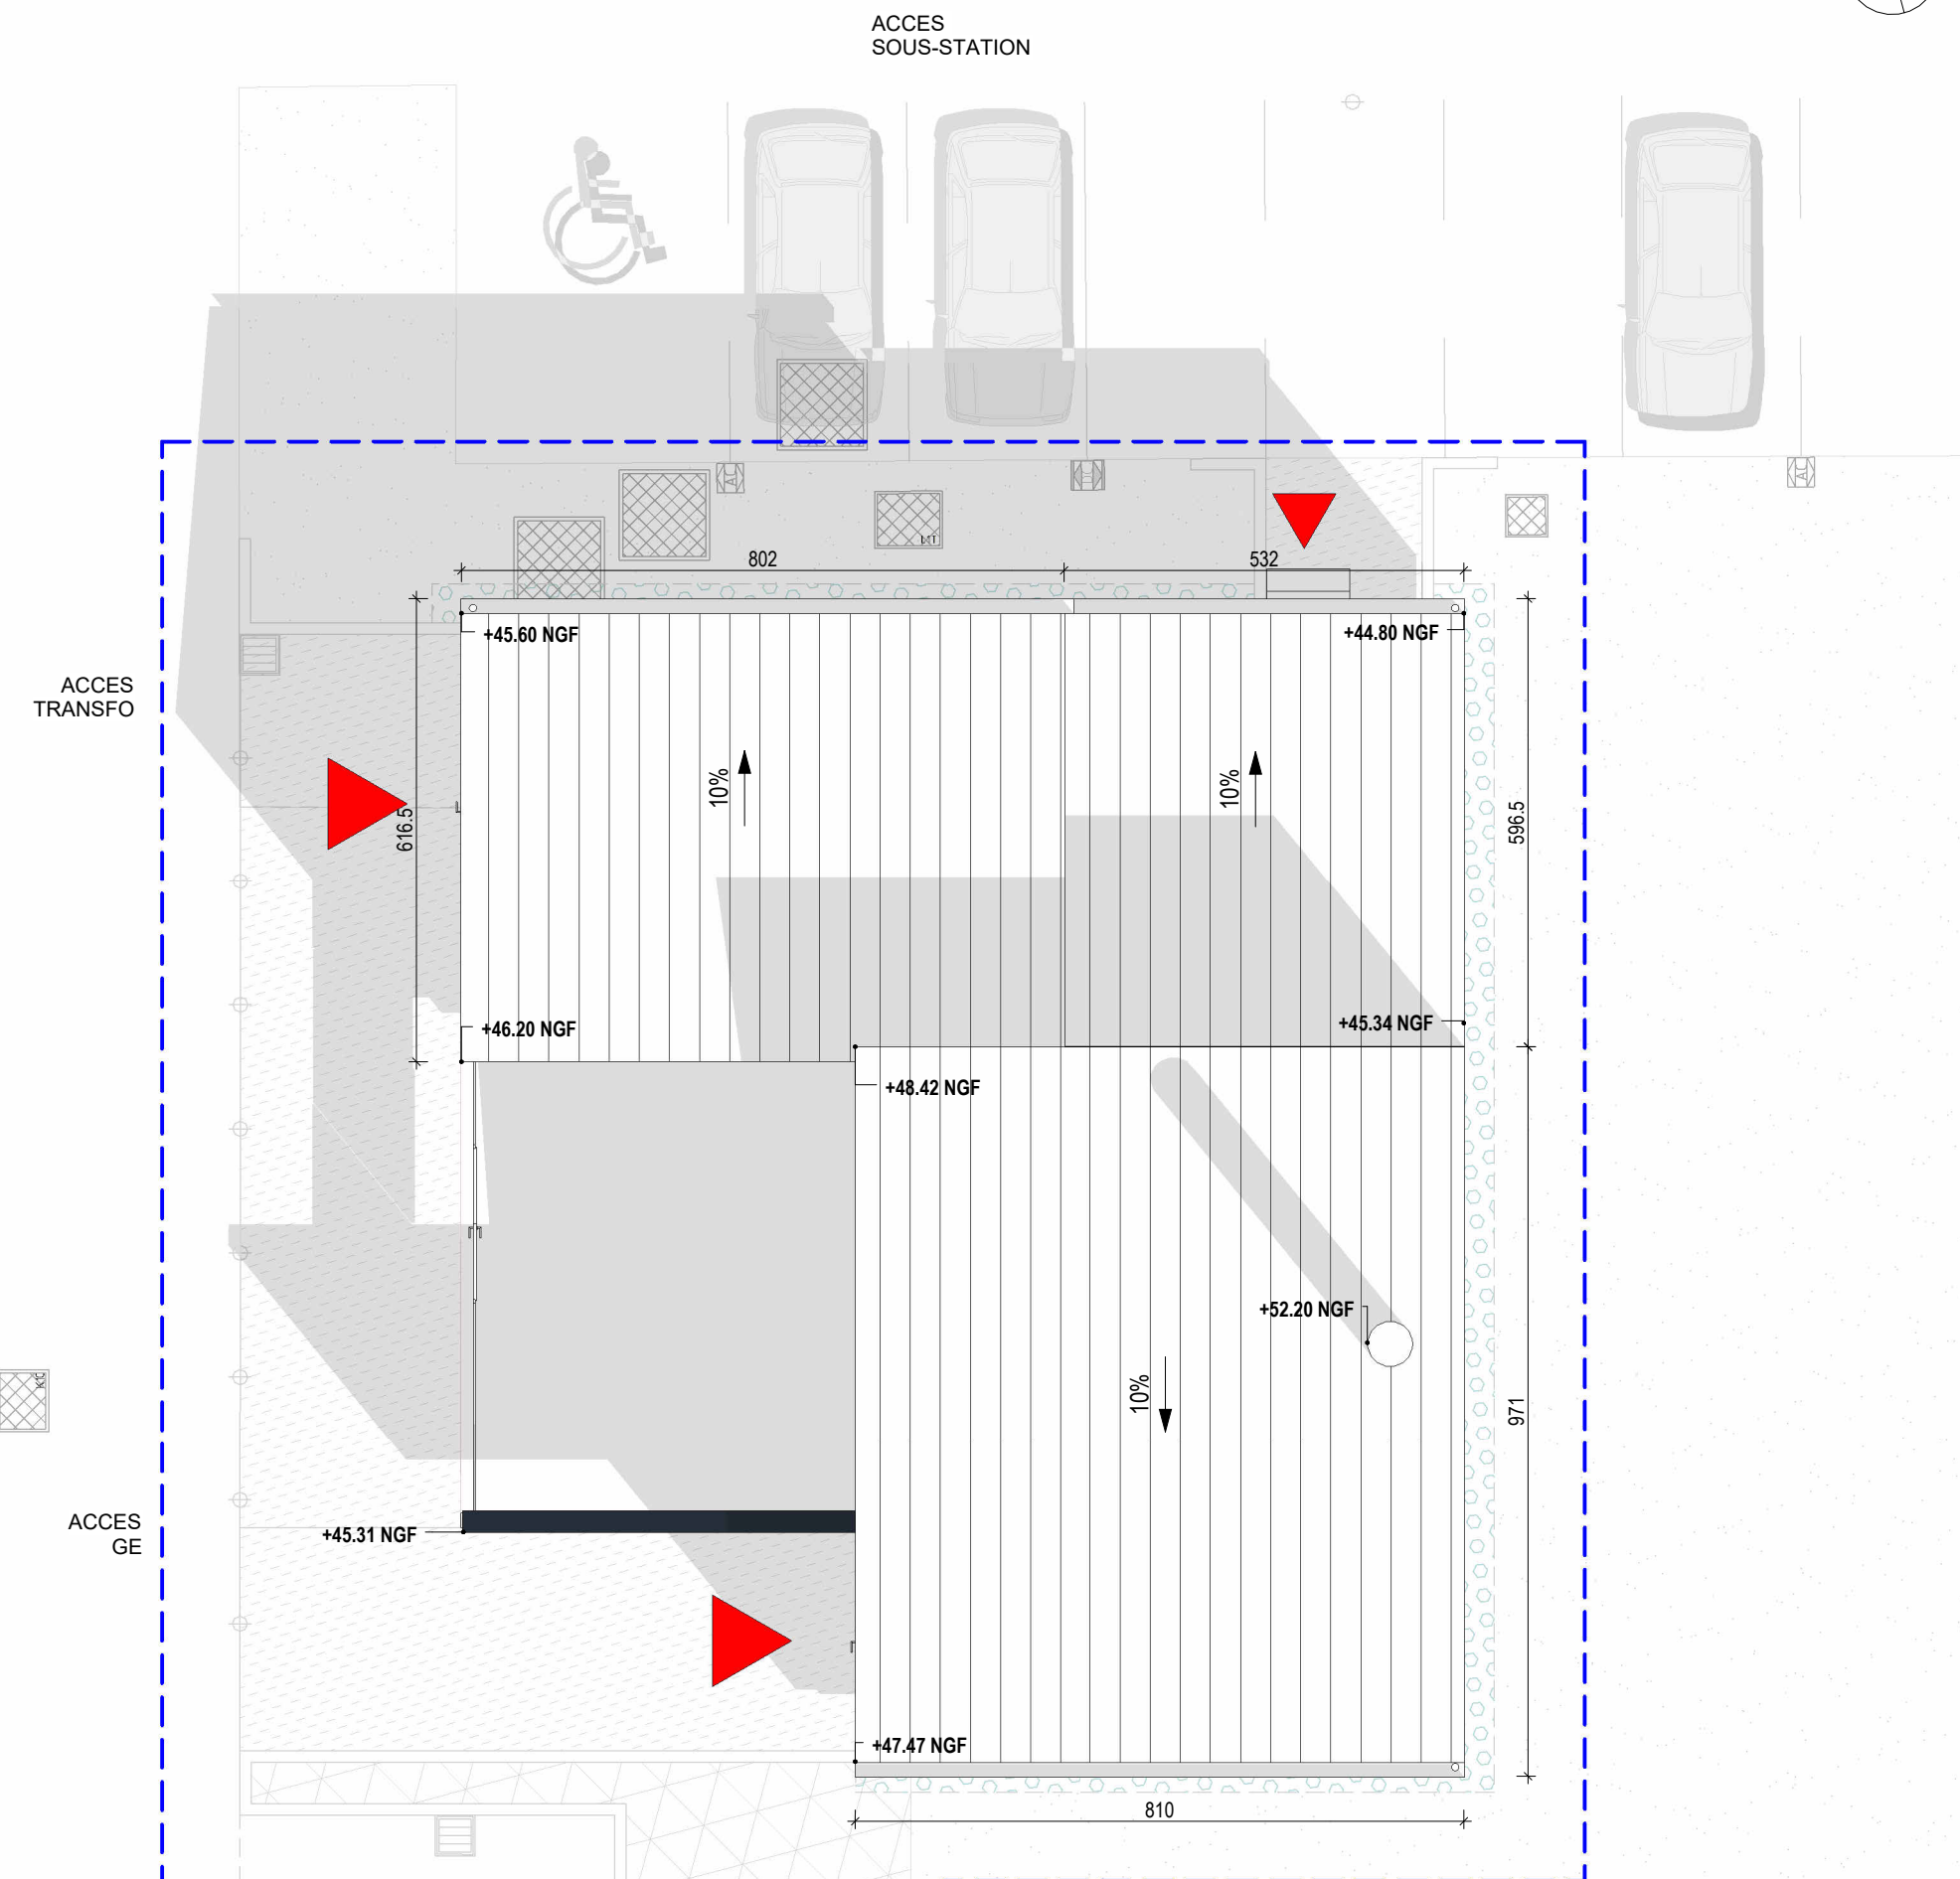 ACCES
SOUS-STATION
802
532
+45.60 NGF
+44.80 NGF
ACCES
TRANSFO
10%
10%
616.5
596.5
+46.20 NGF
+45.34 NGF
+48.42 NGF
+52.20 NGF
10%
971
ACCES
GE
+45.31 NGF
+47.47 NGF
810